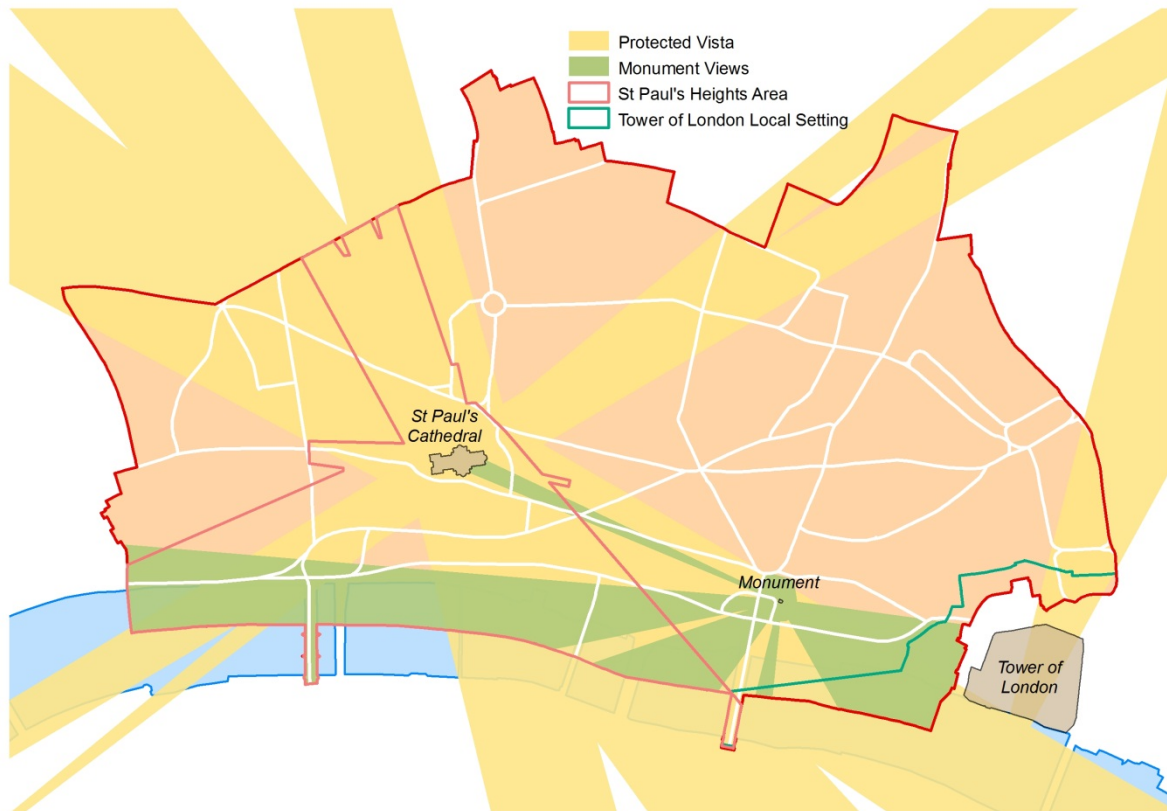 Protected Vista
Monument Views
St Paul's Heights Area
Tower of London Local Setting
St Paul's
Cathedral
Monument
Tower of
London